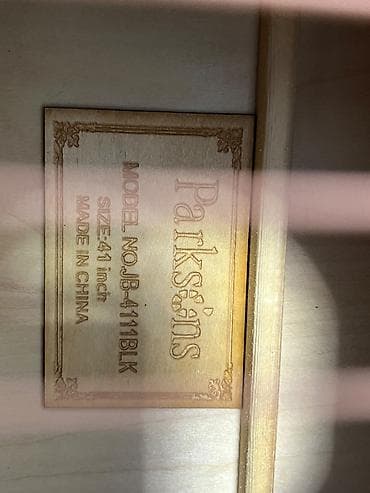 Parksons
MODEL NO:JB-4111BLK
SIZE:41 inch
MADE IN CHINA